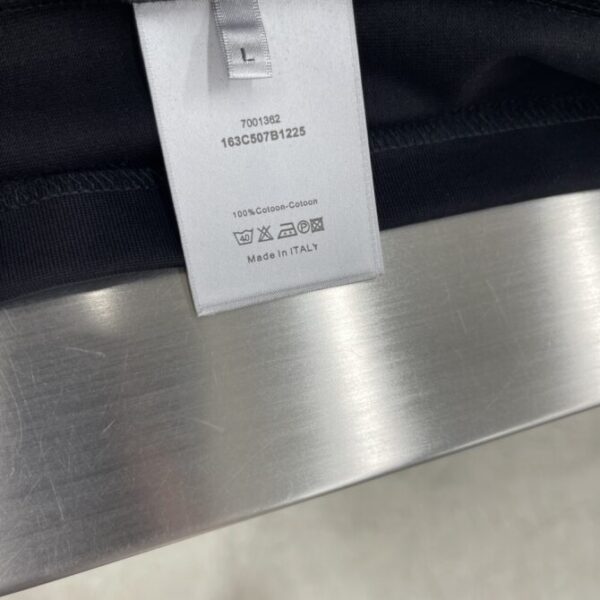 L
7001362
163C507B1225
100%Cotoon-Cotoon
40 P
Made in ITALY